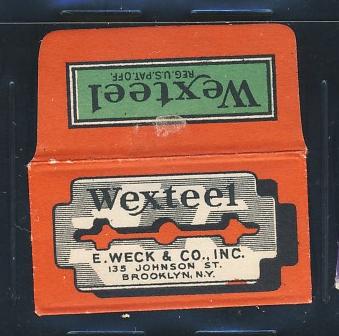 Wexteel
REG.U.S.PAT.OFF.
Wexteel
E. WECK & CO., INC.
135 JOHNSON ST.
BROOKLYN, N.Y.